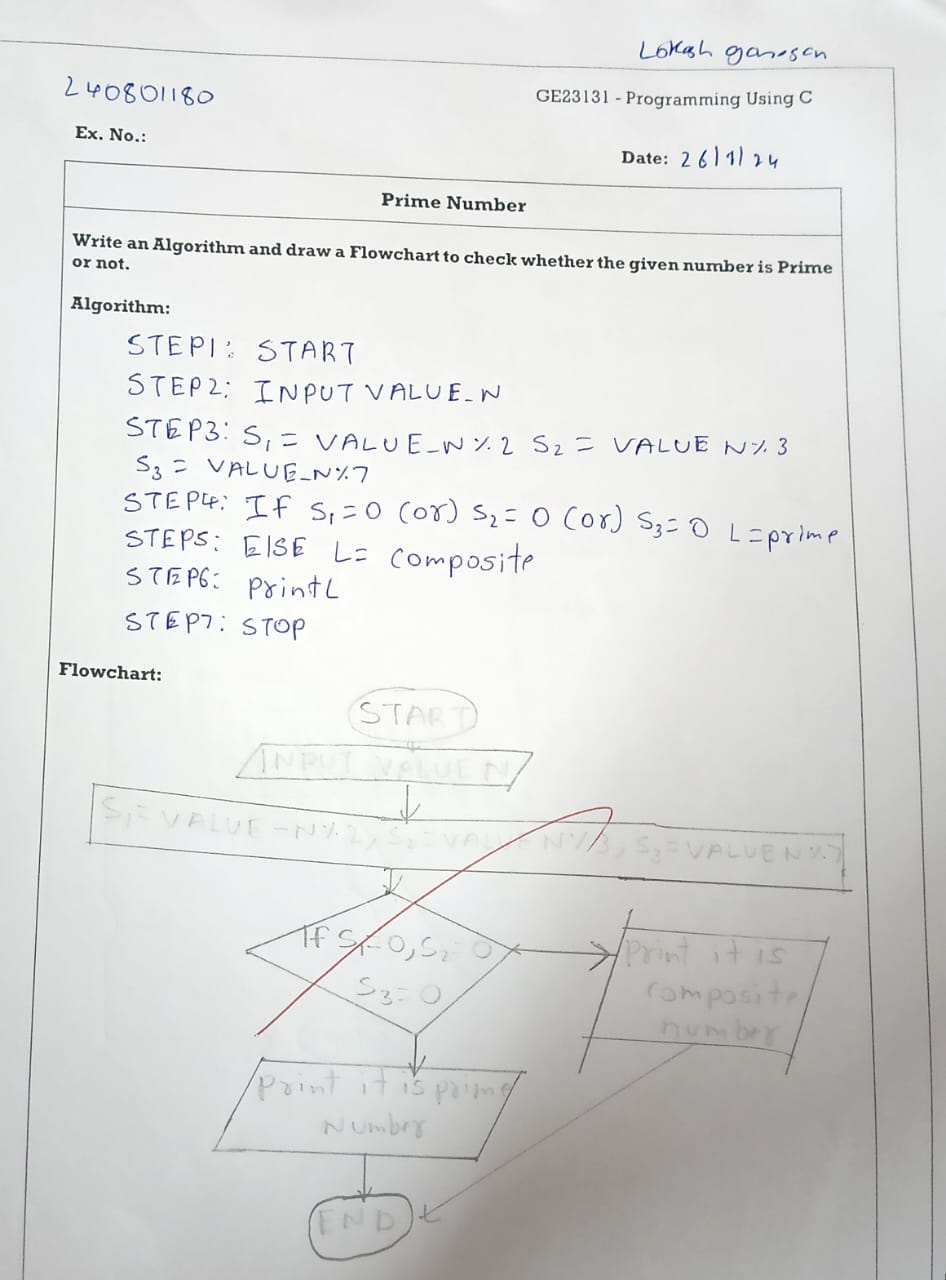 Lokesh ganesan
240801180
GE23131 - Programming Using C
Ex. No.:
Date: 26/9/24
Prime Number
Write an Algorithm and draw a Flowchart to check whether the given number is Prime
or not.
Algorithm:
STEP1: START
STEP2: INPUT VALUE_N
STEP3: S₁ = VALUE_N%2 S₂ = VALUE N%3
S₃ = VALUE_N%7
STEP4: If S₁=0 (or) S₂=0 (or) S₃=0 L=prime
STEP5: ElSE L= composite
STEP6: printL
STEP7: STOP
Flowchart:
START
INPUT VALUE N
S₁=VALUE-N%2, S₂=VALUE N%3, S₃=VALUE N%7
If S₁=0, S₂=0
S₃=0
print it is
composite
number
print it is prime
Number
END